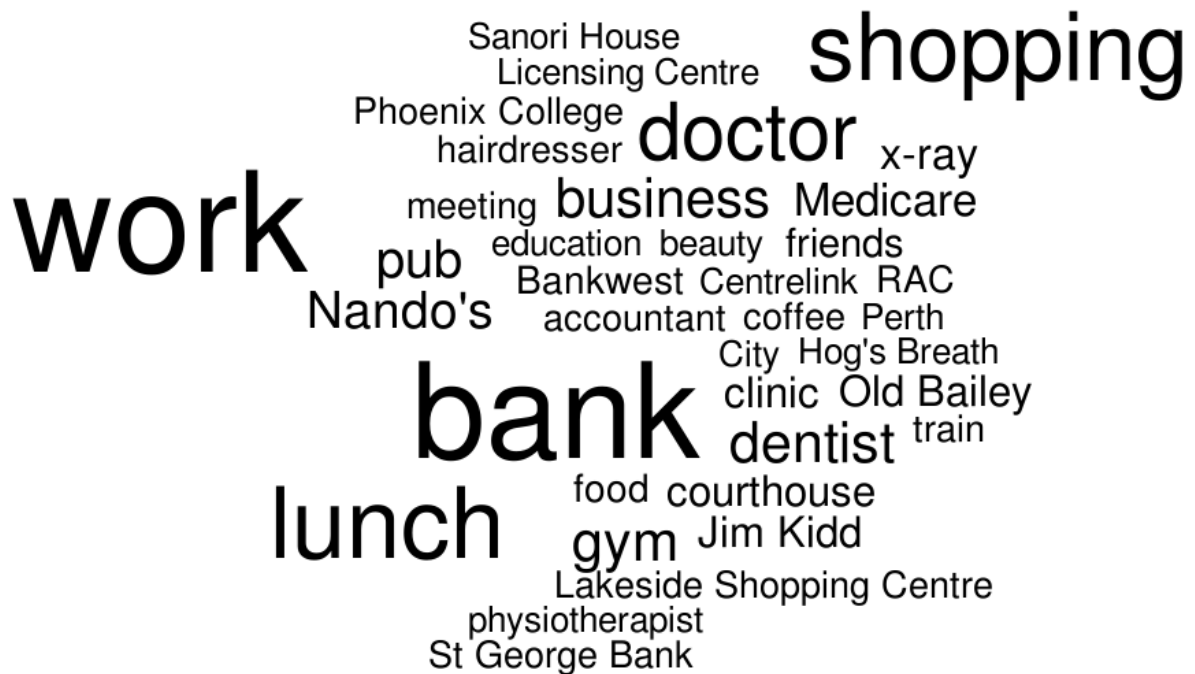 Sanori House
shopping
Licensing Centre
Phoenix College
doctor
hairdresser
x-ray
work
meeting
business
Medicare
pub
education
beauty
friends
Bankwest
Centrelink
RAC
Nando's
accountant
coffee
Perth
City
Hog's Breath
bank
clinic
Old Bailey
dentist
train
food
courthouse
lunch
gym
Jim Kidd
Lakeside Shopping Centre
physiotherapist
St George Bank